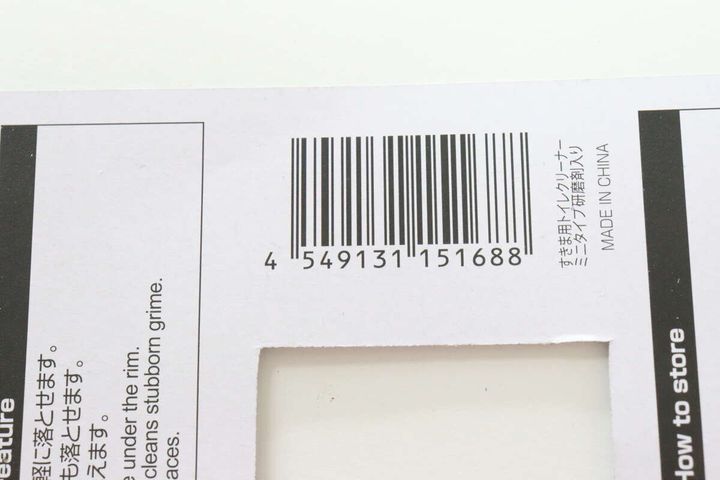 4 549131 151688
すきま用トイレクリーナー
ミニタイプ研磨剤入り
MADE IN CHINA
eature
軽に落とせます。
も落とせます。
えます。
under the rim.
cleans stubborn grime.
How to store